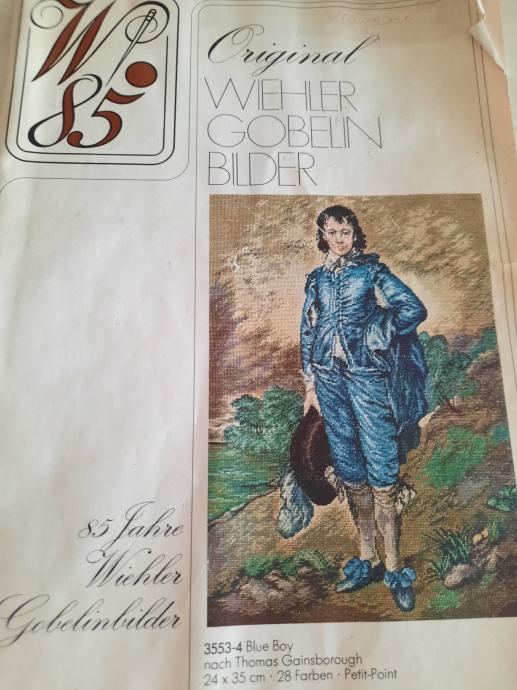 W
85
Original
WIEHLER
GOBELIN
BILDER
85 Jahre
Wiehler
Gobelinbilder
3553-4 Blue Boy
nach Thomas Gainsborough
24 x 35 cm · 28 Farben · Petit-Point